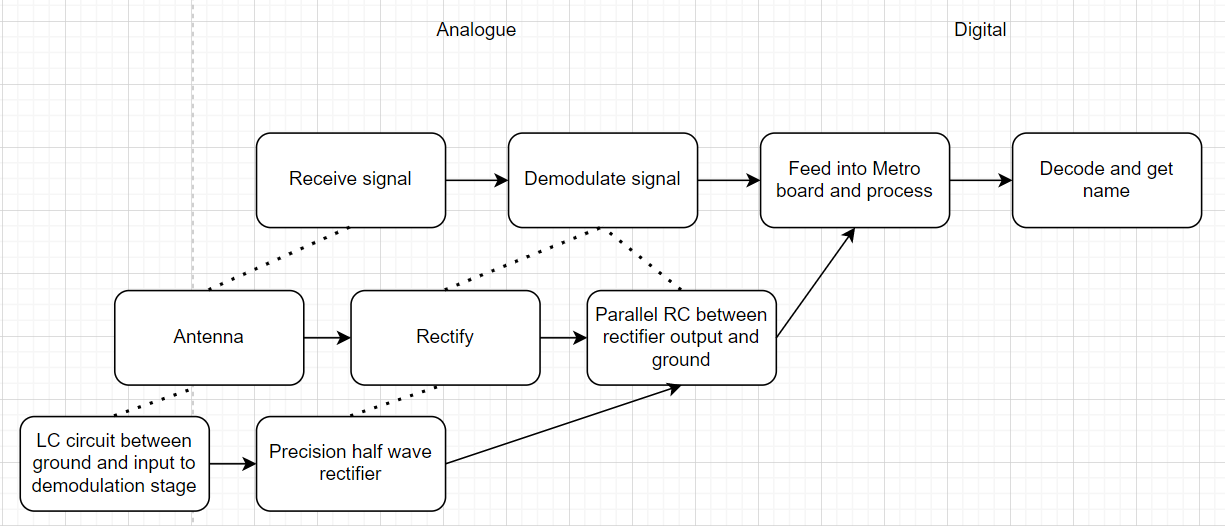 Analogue
Digital
Receive signal
Demodulate signal
Feed into Metro
board and process
Decode and get
name
Antenna
Rectify
Parallel RC between
rectifier output and
ground
LC circuit between
ground and input to
demodulation stage
Precision half wave
rectifier